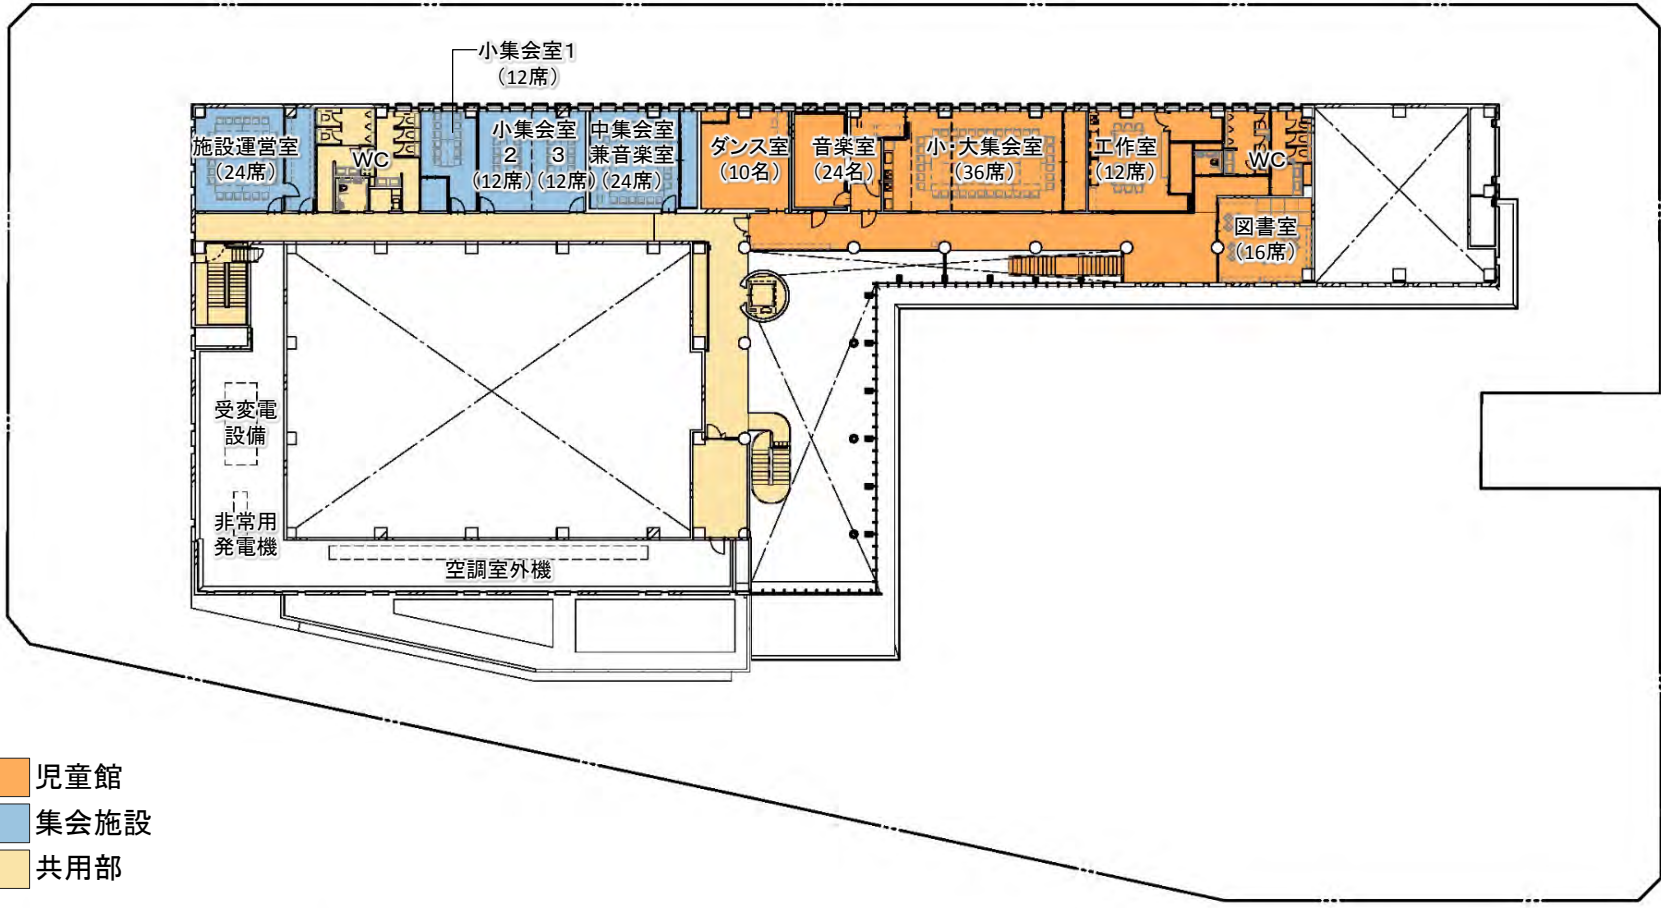 小集会室1
(12席)
施設運営室
(24席)
WC
小集会室
2 3
(12席)(12席)
中集会室
兼音楽室
(24席)
ダンス室
(10名)
音楽室
(24名)
小・大集会室
(36席)
工作室
(12席)
WC
図書室
(16席)
受変電
設備
非常用
発電機
空調室外機
児童館
集会施設
共用部